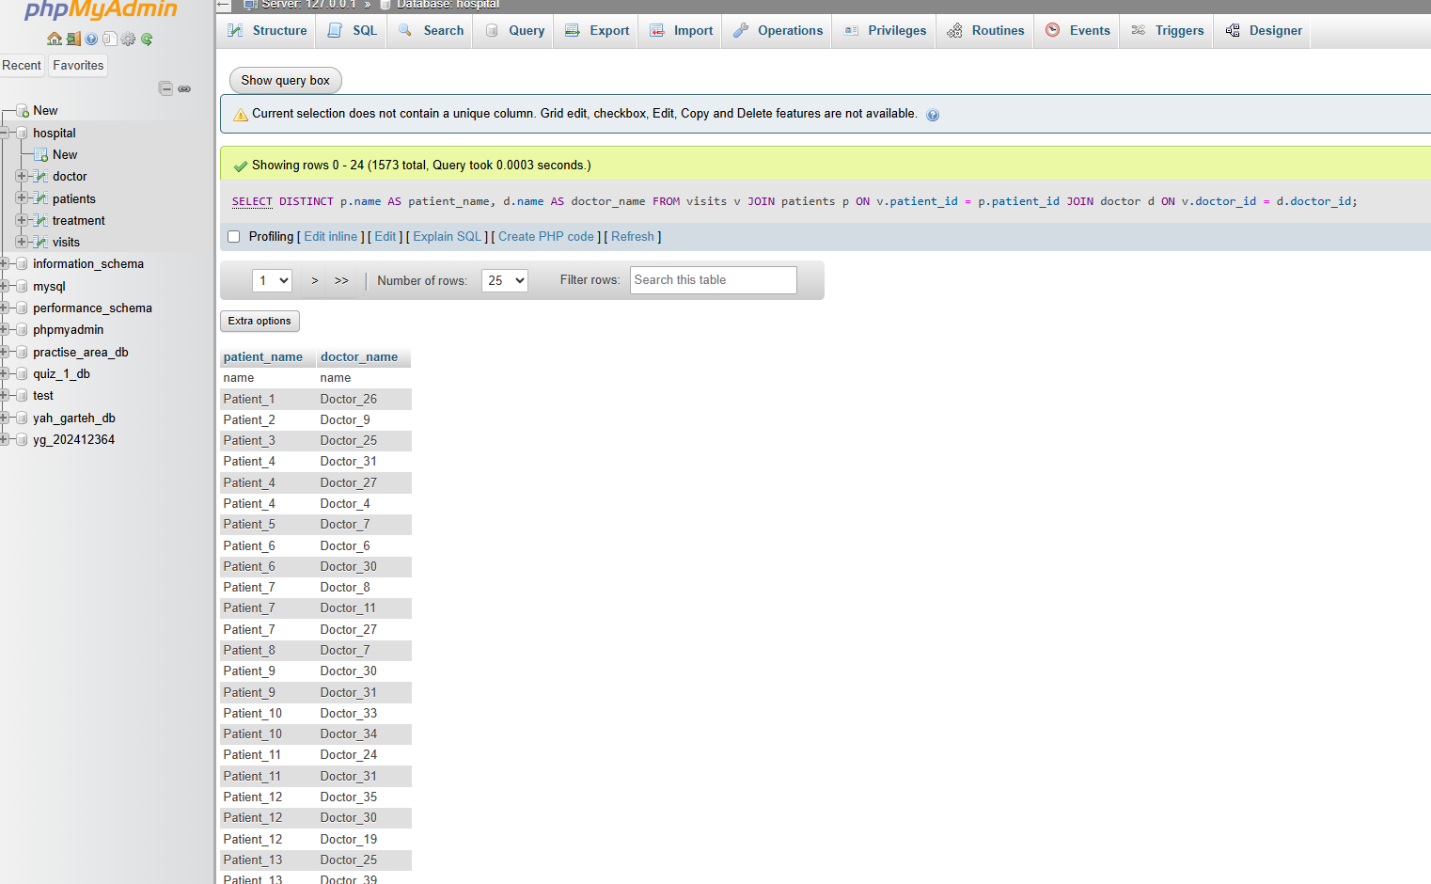 phpMyAdmin
Recent Favorites
New
hospital
New
doctor
patients
treatment
visits
information_schema
mysql
performance_schema
phpmyadmin
practise_area_db
quiz_1_db
test
yah_garteh_db
yg_202412364
Server: 127.0.0.1 » Database: hospital
Structure SQL Search Query Export Import Operations Privileges Routines Events Triggers Designer
Show query box
Current selection does not contain a unique column. Grid edit, checkbox, Edit, Copy and Delete features are not available.
Showing rows 0 - 24 (1573 total, Query took 0.0003 seconds.)
SELECT DISTINCT p.name AS patient_name, d.name AS doctor_name FROM visits v JOIN patients p ON v.patient_id = p.patient_id JOIN doctor d ON v.doctor_id = d.doctor_id;
Profiling [ Edit inline ] [ Edit ] [ Explain SQL ] [ Create PHP code ] [ Refresh ]
1 > >> | Number of rows: 25 Filter rows: Search this table
Extra options
patient_name doctor_name
name name
Patient_1 Doctor_26
Patient_2 Doctor_9
Patient_3 Doctor_25
Patient_4 Doctor_31
Patient_4 Doctor_27
Patient_4 Doctor_4
Patient_5 Doctor_7
Patient_6 Doctor_6
Patient_6 Doctor_30
Patient_7 Doctor_8
Patient_7 Doctor_11
Patient_7 Doctor_27
Patient_8 Doctor_7
Patient_9 Doctor_30
Patient_9 Doctor_31
Patient_10 Doctor_33
Patient_10 Doctor_34
Patient_11 Doctor_24
Patient_11 Doctor_31
Patient_12 Doctor_35
Patient_12 Doctor_30
Patient_12 Doctor_19
Patient_13 Doctor_25
Patient_13 Doctor_39